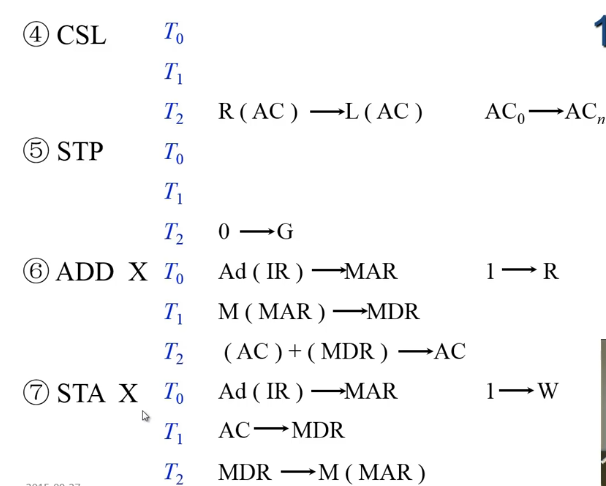 ④ CSL T₀
T₁
T₂ R ( AC ) ⟶ L ( AC ) AC₀ ⟶ ACₙ
⑤ STP T₀
T₁
T₂ 0 ⟶ G
⑥ ADD X T₀ Ad ( IR ) ⟶ MAR 1 ⟶ R
T₁ M ( MAR ) ⟶ MDR
T₂ ( AC ) + ( MDR ) ⟶ AC
⑦ STA X T₀ Ad ( IR ) ⟶ MAR 1 ⟶ W
T₁ AC ⟶ MDR
T₂ MDR ⟶ M ( MAR )